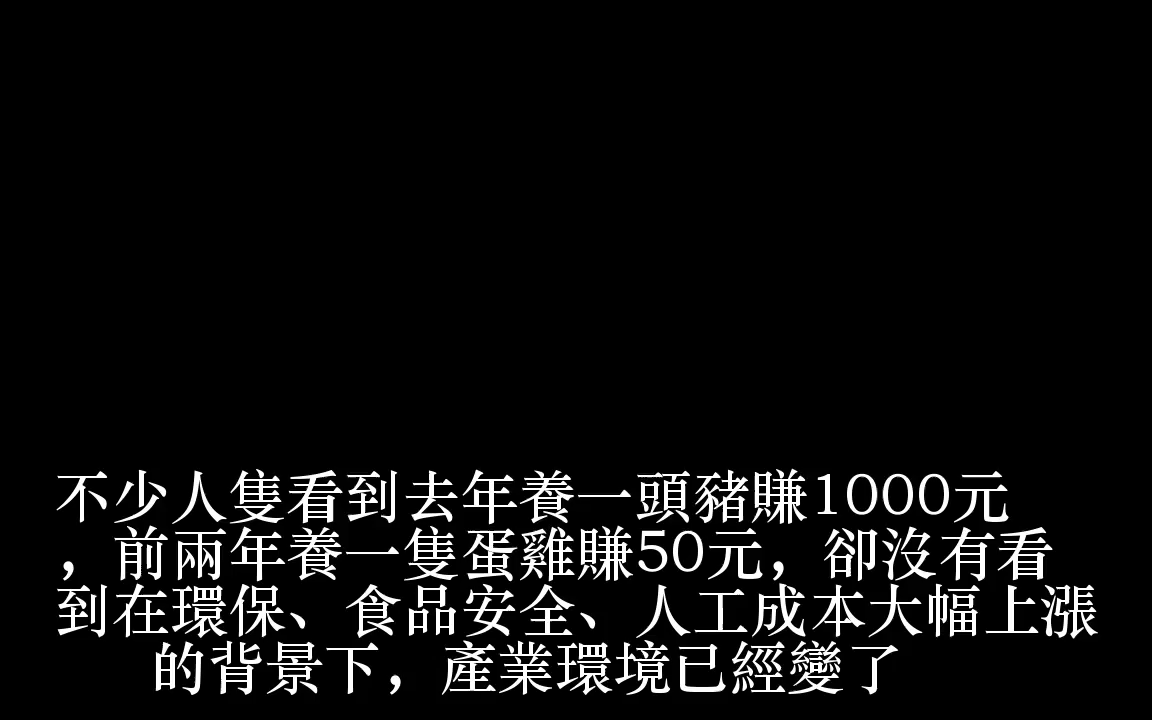 不少人隻看到去年養一頭豬賺1000元
，前兩年養一隻蛋雞賺50元，卻沒有看
到在環保、食品安全、人工成本大幅上漲
的背景下，產業環境已經變了